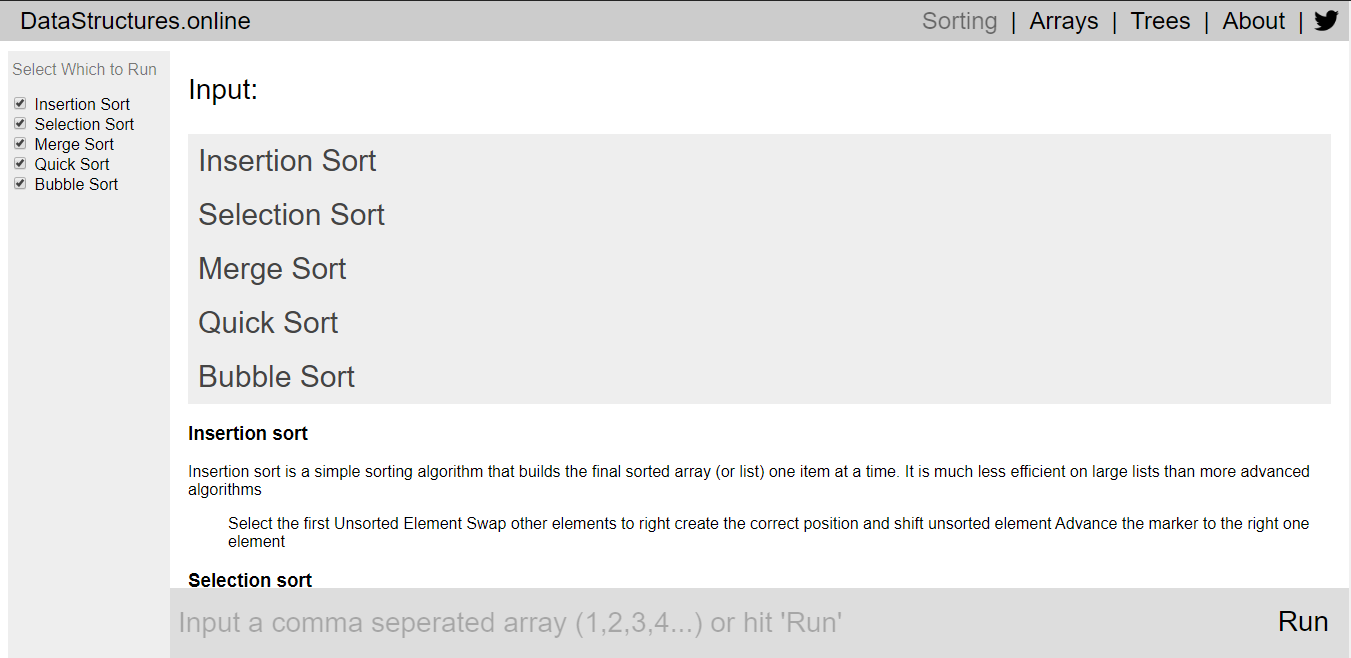 DataStructures.online
Sorting | Arrays | Trees | About |
Select Which to Run
Insertion Sort
Selection Sort
Merge Sort
Quick Sort
Bubble Sort
Input:
Insertion Sort
Selection Sort
Merge Sort
Quick Sort
Bubble Sort
Insertion sort
Insertion sort is a simple sorting algorithm that builds the final sorted array (or list) one item at a time. It is much less efficient on large lists than more advanced
algorithms
Select the first Unsorted Element Swap other elements to right create the correct position and shift unsorted element Advance the marker to the right one
element
Selection sort
Input a comma seperated array (1,2,3,4...) or hit 'Run'
Run